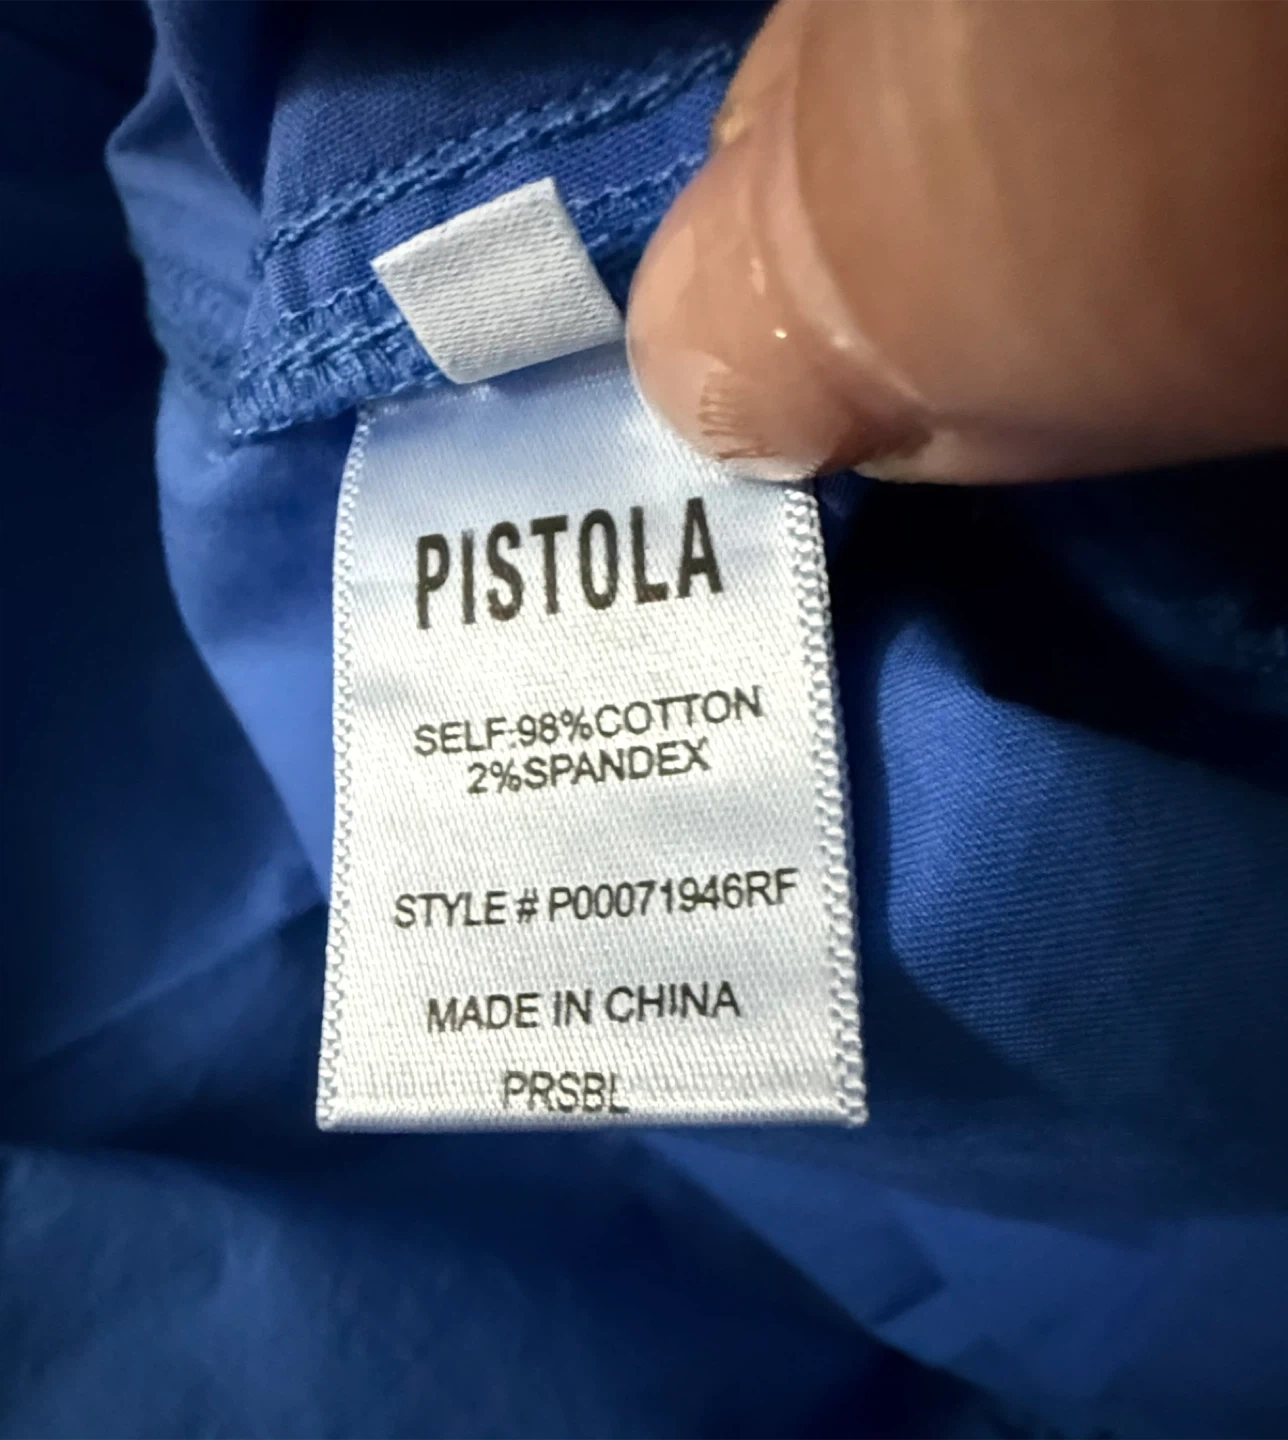 PISTOLA
SELF:98%COTTON
2%SPANDEX
STYLE # P00071946RF
MADE IN CHINA
PRSBL